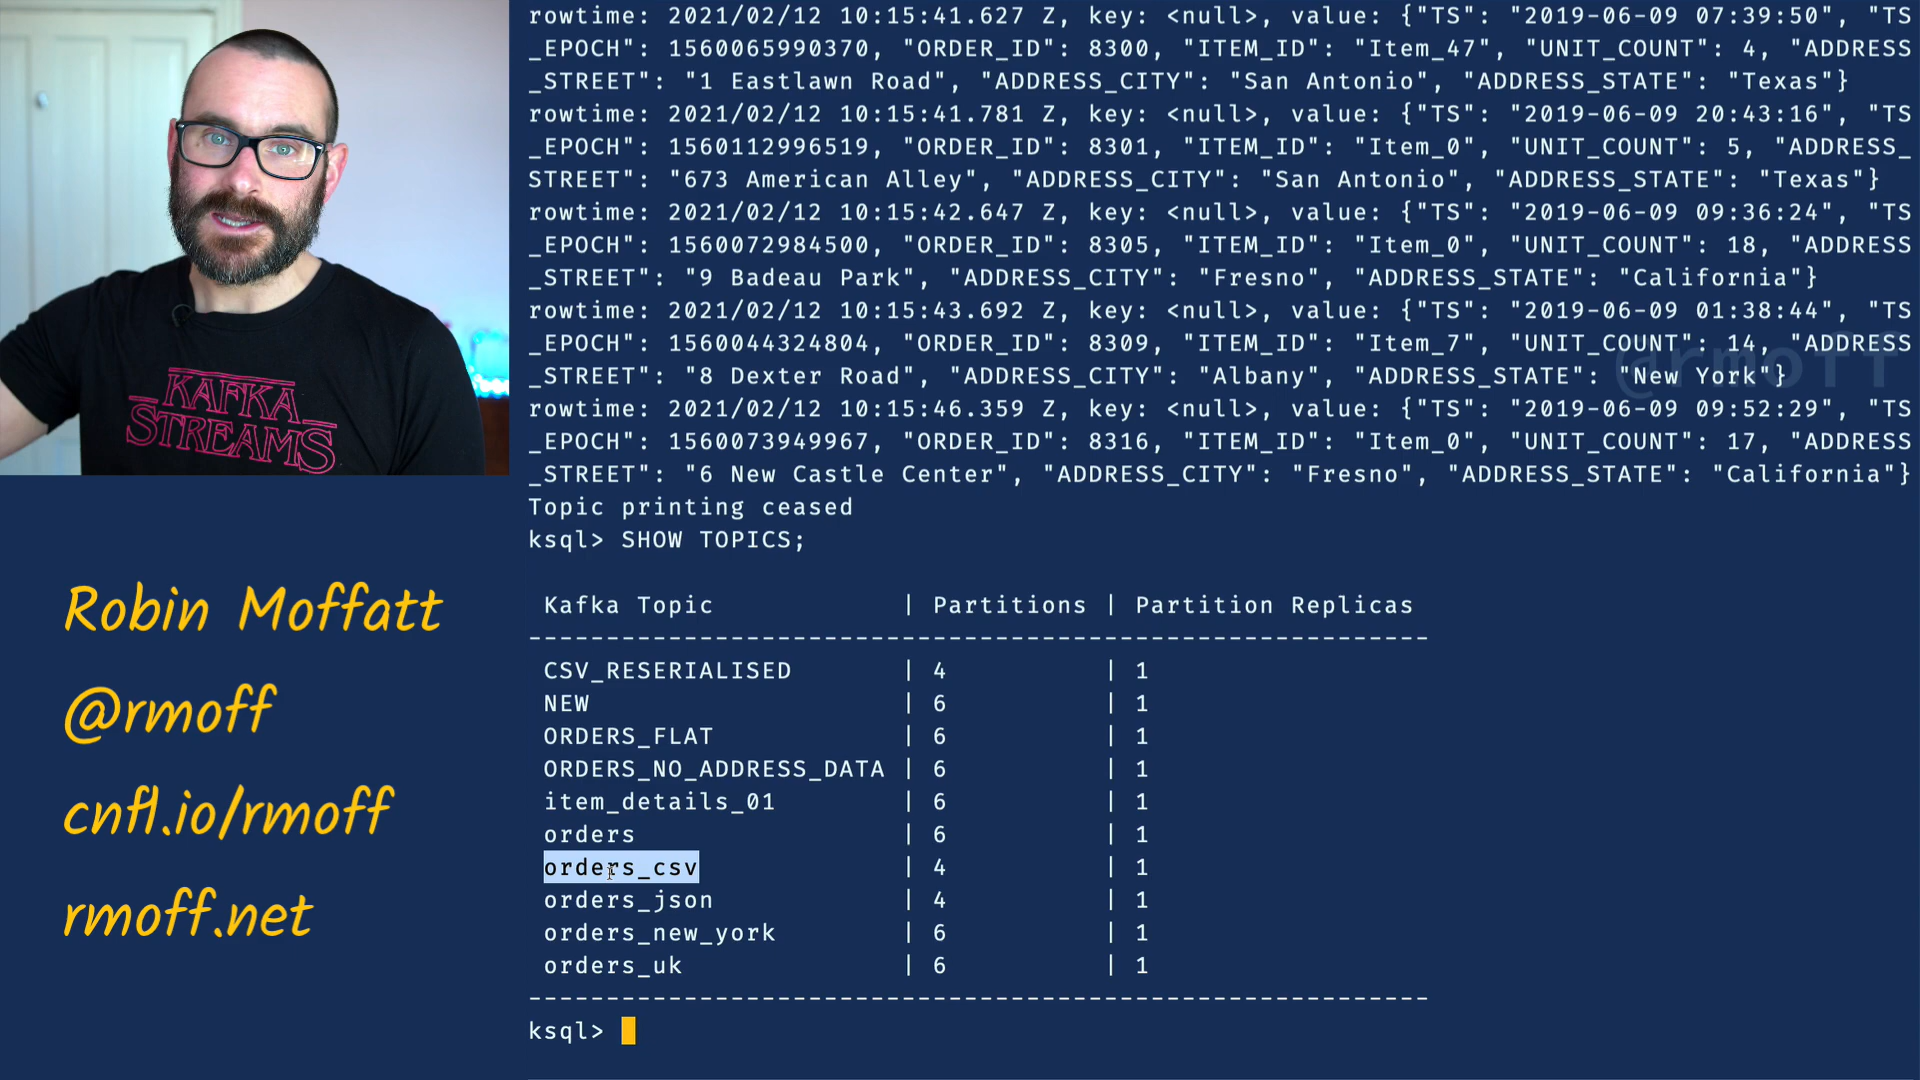 KAFKA
STREAMS
Robin Moffatt
@rmoff
cnfl.io/rmoff
rmoff.net
rowtime: 2021/02/12 10:15:41.627 Z, key: <null>, value: {"TS": "2019-06-09 07:39:50", "TS
_EPOCH": 1560065990370, "ORDER_ID": 8300, "ITEM_ID": "Item_47", "UNIT_COUNT": 4, "ADDRESS
_STREET": "1 Eastlawn Road", "ADDRESS_CITY": "San Antonio", "ADDRESS_STATE": "Texas"}
rowtime: 2021/02/12 10:15:41.781 Z, key: <null>, value: {"TS": "2019-06-09 20:43:16", "TS
_EPOCH": 1560112996519, "ORDER_ID": 8301, "ITEM_ID": "Item_0", "UNIT_COUNT": 5, "ADDRESS_
STREET": "673 American Alley", "ADDRESS_CITY": "San Antonio", "ADDRESS_STATE": "Texas"}
rowtime: 2021/02/12 10:15:42.647 Z, key: <null>, value: {"TS": "2019-06-09 09:36:24", "TS
_EPOCH": 1560072984500, "ORDER_ID": 8305, "ITEM_ID": "Item_0", "UNIT_COUNT": 18, "ADDRESS
_STREET": "9 Badeau Park", "ADDRESS_CITY": "Fresno", "ADDRESS_STATE": "California"}
rowtime: 2021/02/12 10:15:43.692 Z, key: <null>, value: {"TS": "2019-06-09 01:38:44", "TS
_EPOCH": 1560044324804, "ORDER_ID": 8309, "ITEM_ID": "Item_7", "UNIT_COUNT": 14, "ADDRESS
_STREET": "8 Dexter Road", "ADDRESS_CITY": "Albany", "ADDRESS_STATE": "New York"}
@rmoff
rowtime: 2021/02/12 10:15:46.359 Z, key: <null>, value: {"TS": "2019-06-09 09:52:29", "TS
_EPOCH": 1560073949967, "ORDER_ID": 8316, "ITEM_ID": "Item_0", "UNIT_COUNT": 17, "ADDRESS
_STREET": "6 New Castle Center", "ADDRESS_CITY": "Fresno", "ADDRESS_STATE": "California"}
Topic printing ceased
ksql> SHOW TOPICS;
Kafka Topic | Partitions | Partition Replicas
---------------------------------------------------------
CSV_RESERIALISED | 4 | 1
NEW | 6 | 1
ORDERS_FLAT | 6 | 1
ORDERS_NO_ADDRESS_DATA | 6 | 1
item_details_01 | 6 | 1
orders | 6 | 1
orders_csv | 4 | 1
orders_json | 4 | 1
orders_new_york | 6 | 1
orders_uk | 6 | 1
---------------------------------------------------------
ksql>